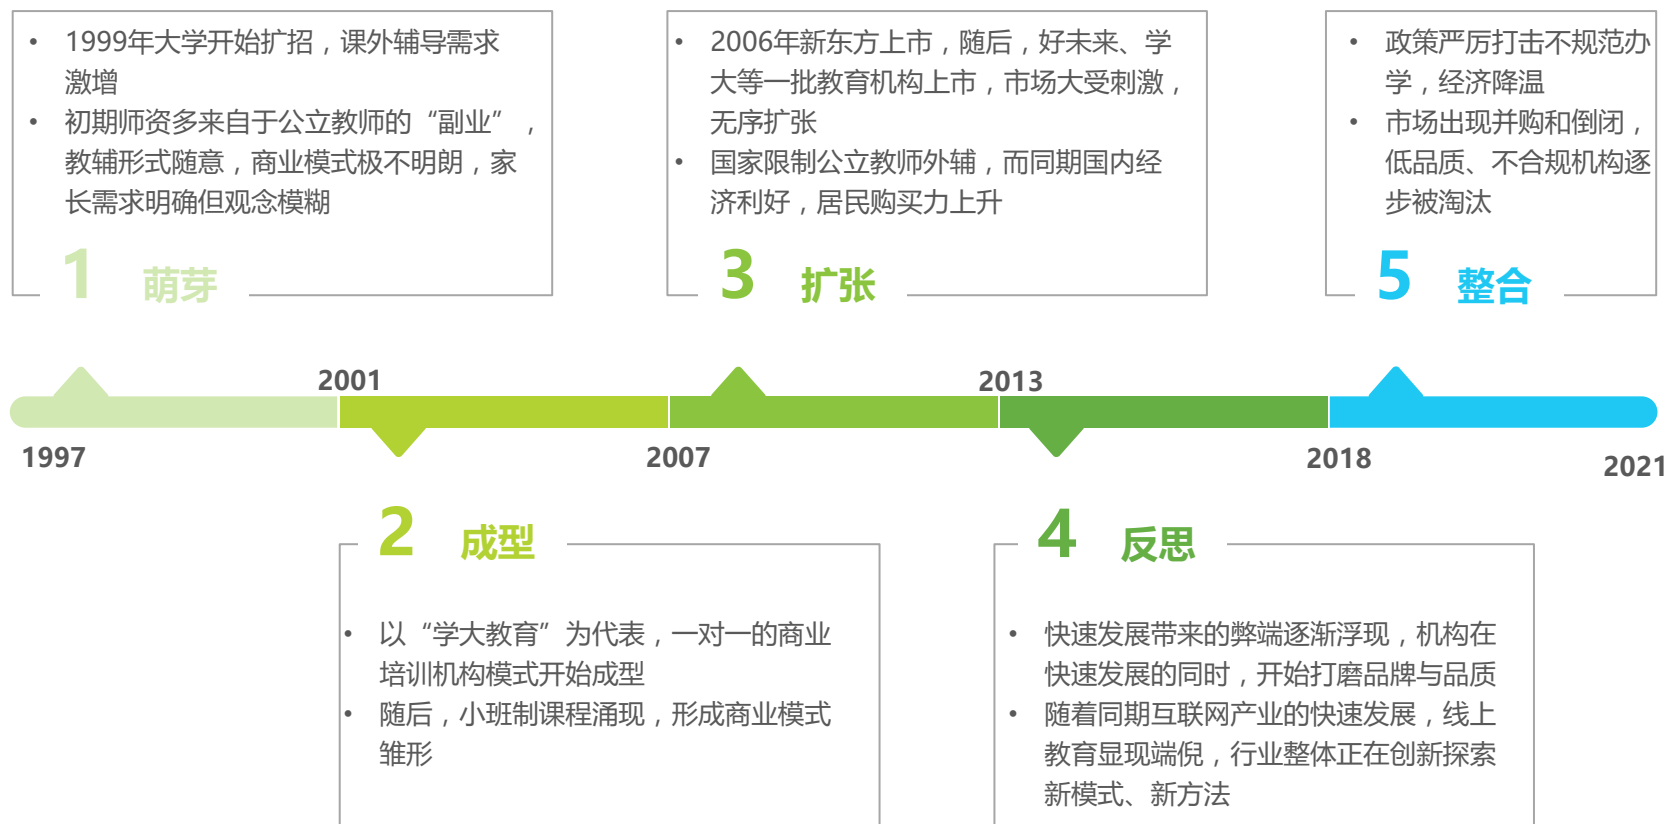 • 1999年大学开始扩招，课外辅导需求
激增
• 初期师资多来自于公立教师的“副业”，
教辅形式随意，商业模式极不明朗，家
长需求明确但观念模糊
1 萌芽
• 2006年新东方上市，随后，好未来、学
大等一批教育机构上市，市场大受刺激，
无序扩张
• 国家限制公立教师外辅，而同期国内经
济利好，居民购买力上升
3 扩张
• 政策严厉打击不规范办
学，经济降温
• 市场出现并购和倒闭，
低品质、不合规机构逐
步被淘汰
5 整合
2001
2013
1997
2007
2018
2021
2 成型
• 以“学大教育”为代表，一对一的商业
培训机构模式开始成型
• 随后，小班制课程涌现，形成商业模式
雏形
4 反思
• 快速发展带来的弊端逐渐浮现，机构在
快速发展的同时，开始打磨品牌与品质
• 随着同期互联网产业的快速发展，线上
教育显现端倪，行业整体正在创新探索
新模式、新方法